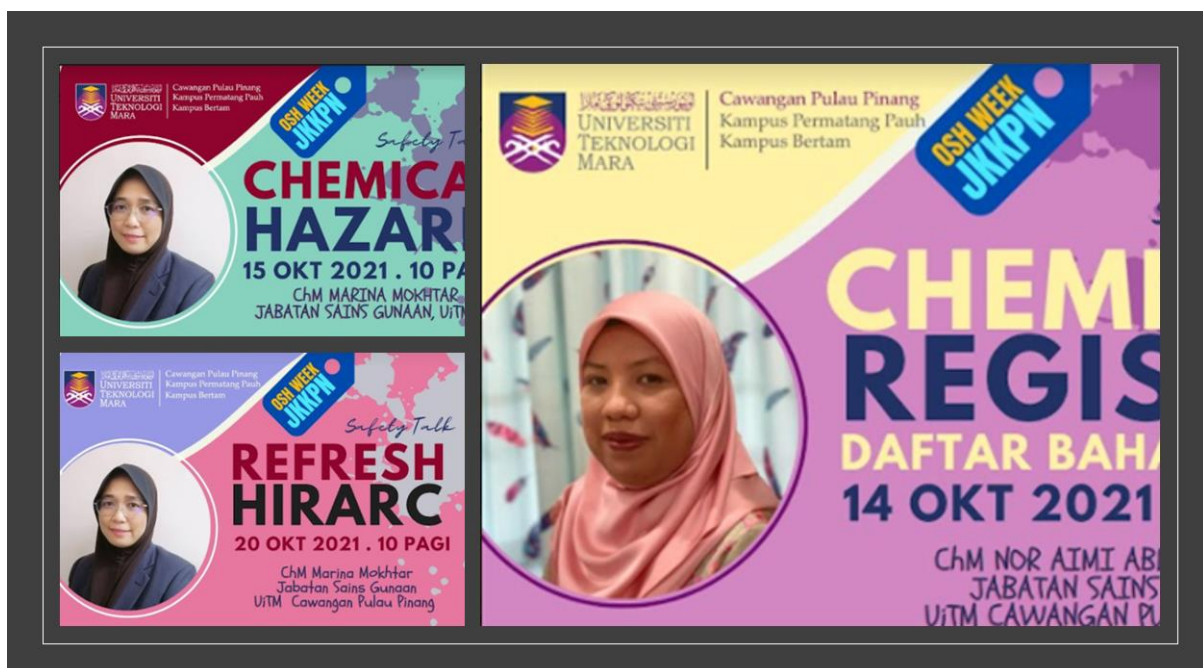 UNIVERSITI
TEKNOLOGI
MARA
Cawangan Pulau Pinang
Kampus Permatang Pauh
Kampus Bertam
OSH WEEK
JKKPN
Safety T
CHEMICA
HAZAR
15 OKT 2021 . 10 PA
ChM MARINA MOKHTAR
JABATAN SAINS GUNAAN, UiTM
UNIVERSITI
TEKNOLOGI
MARA
Cawangan Pulau Pinang
Kampus Permatang Pauh
Kampus Bertam
OSH WEEK
JKKPN
Safety Talk
REFRESH
HIRARC
20 OKT 2021 . 10 PAGI
ChM Marina Mokhtar
Jabatan Sains Gunaan
UiTM Cawangan Pulau Pinang
UNIVERSITI
TEKNOLOGI
MARA
Cawangan Pulau Pinang
Kampus Permatang Pauh
Kampus Bertam
OSH WEEK
JKKPN
CHEMI
REGIS
DAFTAR BAHA
14 OKT 2021
ChM NOR AIMI AB
JABATAN SAINS
UiTM CAWANGAN PU